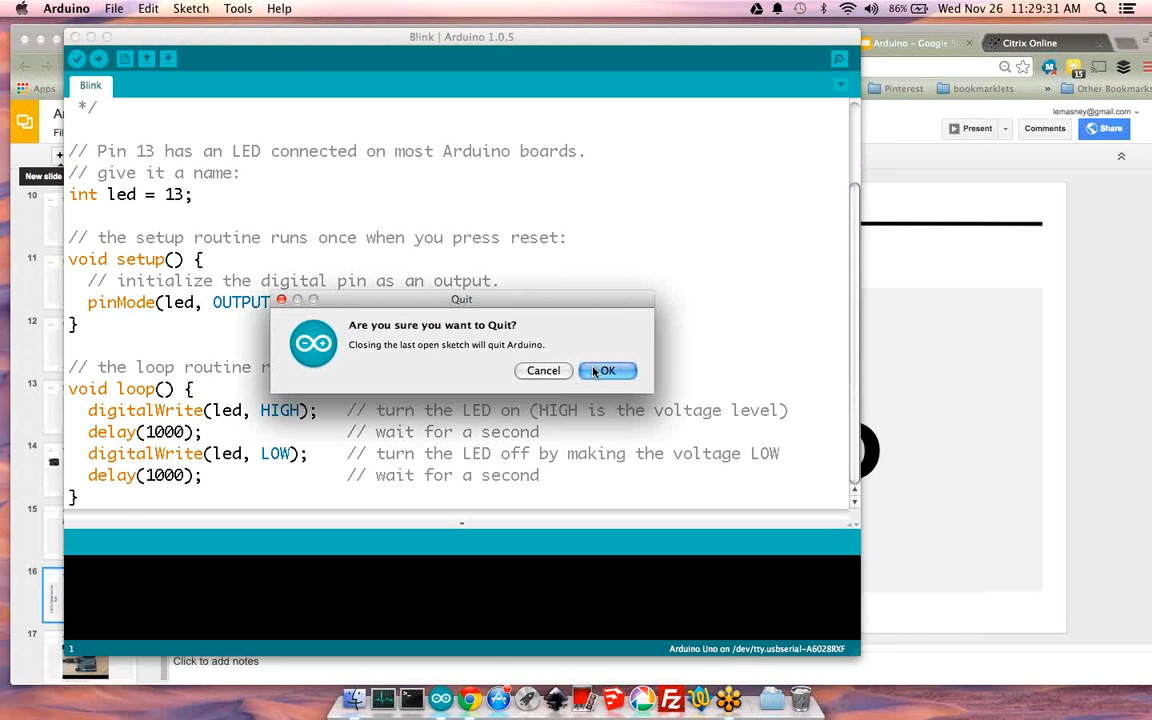 Arduino File Edit Sketch Tools Help 86% Wed Nov 26 11:29:31 AM
Blink | Arduino 1.0.5
Arduino - Google S
Citrix Online
Apps
15
Pinterest bookmarklets » Other Bookmarks
Blink
lemasney@gmail.com
Present Comments Share
New slide
*/
// Pin 13 has an LED connected on most Arduino boards.
// give it a name:
int led = 13;
// the setup routine runs once when you press reset:
void setup() {
// initialize the digital pin as an output.
pinMode(led, OUTPUT
}
// the loop routine r
void loop() {
digitalWrite(led, HIGH); // turn the LED on (HIGH is the voltage level)
delay(1000); // wait for a second
digitalWrite(led, LOW); // turn the LED off by making the voltage LOW
delay(1000); // wait for a second
}
Quit
Are you sure you want to Quit?
Closing the last open sketch will quit Arduino.
Cancel OK
10
11
12
13
14
15
16
17
1 Arduino Uno on /dev/tty.usbserial-A6028RXF
Click to add notes